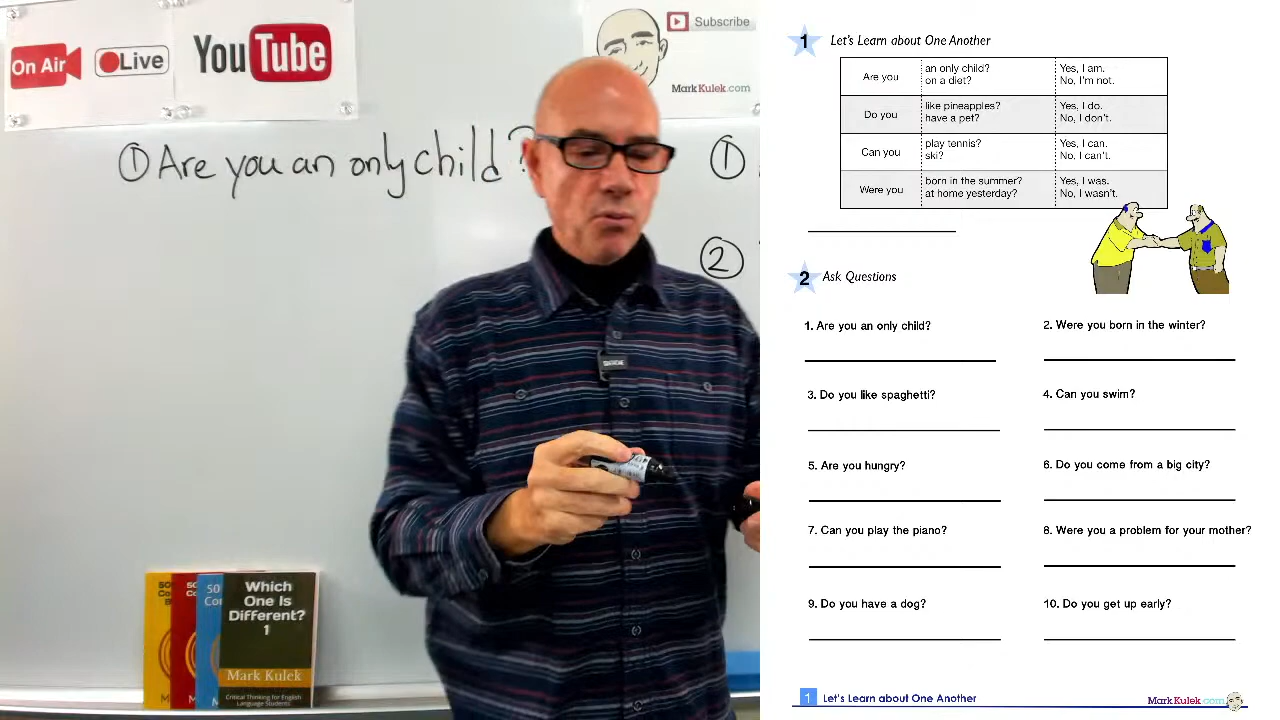 On Air
Live
YouTube
Subscribe
MarkKulek.com
① Are you an only child?
①
②
Which
One Is
Different?
1
Mark Kulek
Critical Thinking for English
Language Students
1 Let's Learn about One Another
Are you
an only child?
on a diet?
Yes, I am.
No, I'm not.
Do you
like pineapples?
have a pet?
Yes, I do.
No, I don't.
Can you
play tennis?
ski?
Yes, I can.
No, I can't.
Were you
born in the summer?
at home yesterday?
Yes, I was.
No, I wasn't.
2 Ask Questions
1. Are you an only child?
2. Were you born in the winter?
3. Do you like spaghetti?
4. Can you swim?
5. Are you hungry?
6. Do you come from a big city?
7. Can you play the piano?
8. Were you a problem for your mother?
9. Do you have a dog?
10. Do you get up early?
1 Let's Learn about One Another
MarkKulek.com